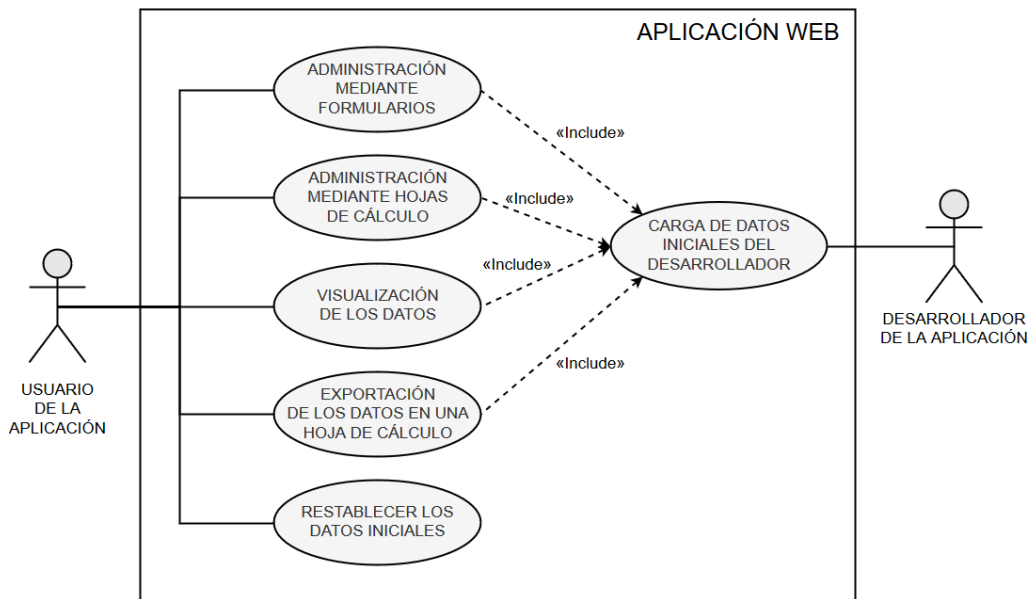 APLICACIÓN WEB
ADMINISTRACIÓN
MEDIANTE
FORMULARIOS
«Include»
ADMINISTRACIÓN
MEDIANTE HOJAS
DE CÁLCULO
«Include»
CARGA DE DATOS
INICIALES DEL
DESARROLLADOR
«Include»
VISUALIZACIÓN
DE LOS DATOS
DESARROLLADOR
DE LA APLICACIÓN
«Include»
USUARIO
DE LA
APLICACIÓN
EXPORTACIÓN
DE LOS DATOS EN UNA
HOJA DE CÁLCULO
RESTABLECER LOS
DATOS INICIALES